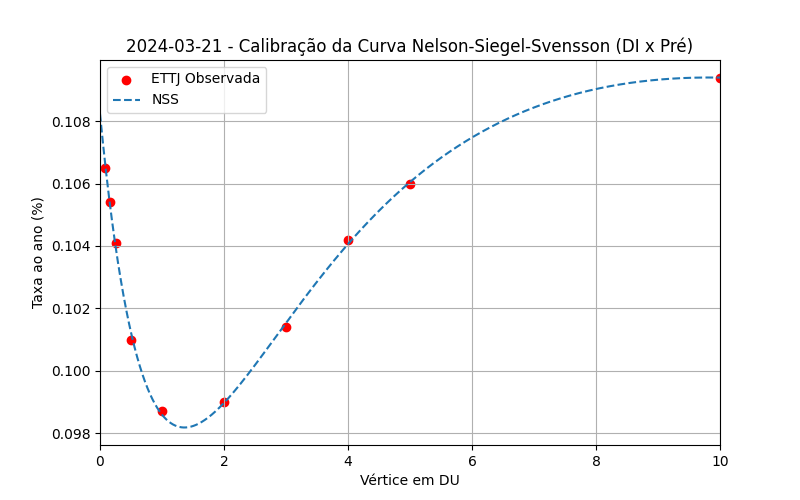 2024-03-21 - Calibração da Curva Nelson-Siegel-Svensson (DI x Pré)
ETTJ Observada
NSS
Taxa ao ano (%)
0.108
0.106
0.104
0.102
0.100
0.098
0 2 4 6 8 10
Vértice em DU